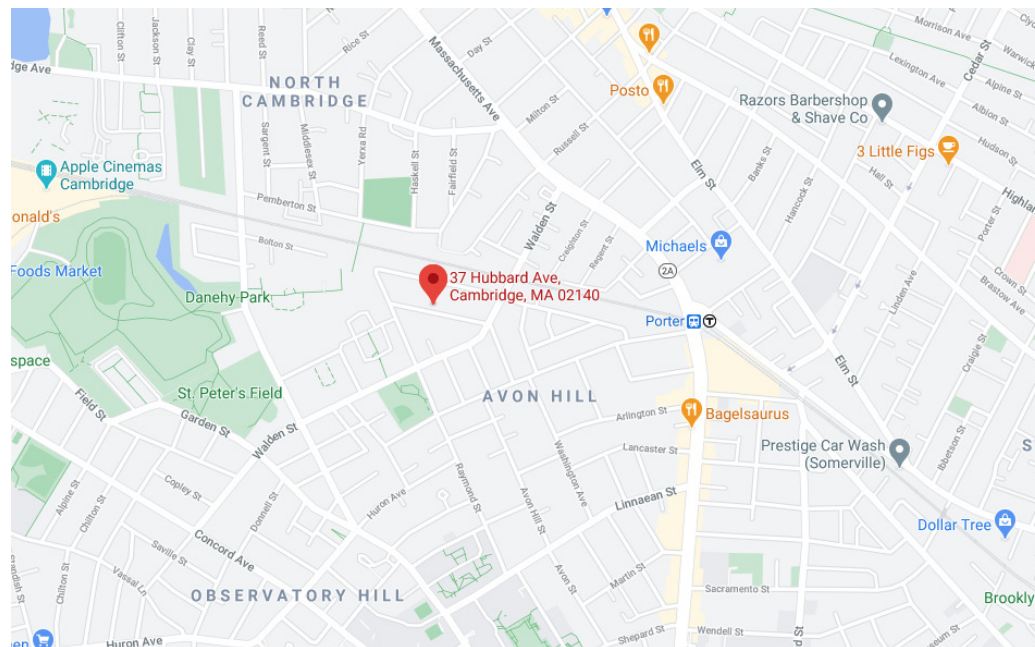 Clifton St
Jackson St
Clay St
Reed St
Rice St
Massachusetts Ave
Day St
Morrison Ave
Warwick
Cedar St
Lexington Ave
Alpine St
dge Ave
NORTH
CAMBRIDGE
Posto
Milton St
Razors Barbershop
& Shave Co
Albion St
Sargent St
Middlesex St
Yerxa Rd
Haskell St
Fairfield St
Russell St
Elm St
Banks St
3 Little Figs
Hudson St
Hall St
Highlan
Apple Cinemas
Cambridge
Pemberton St
Hancock St
Porter St
onald's
Walden St
Creighton St
Regent St
Michaels
Bolton St
Foods Market
2A
Linden Ave
Crown St
Brastow Ave
37 Hubbard Ave,
Cambridge, MA 02140
Danehy Park
Porter
T
space
Elm St
Craigie St
St. Peter's Field
AVON HILL
Field St
Garden St
Walden St
Arlington St
Bagelsaurus
Lancaster St
Prestige Car Wash
(Somerville)
Ibbetson St
S
Washington Ave
Raymond St
Huron Ave
Linnaean St
Alpine St
Chilton St
Copley St
Donnell St
Avon Hill St
Dollar Tree
Concord Ave
Saville St
Vassal Ln
Chilton St
Avon St
Martin St
Sacramento St
OBSERVATORY HILL
Brookly
Huron Ave
Shepard St
Wendell St